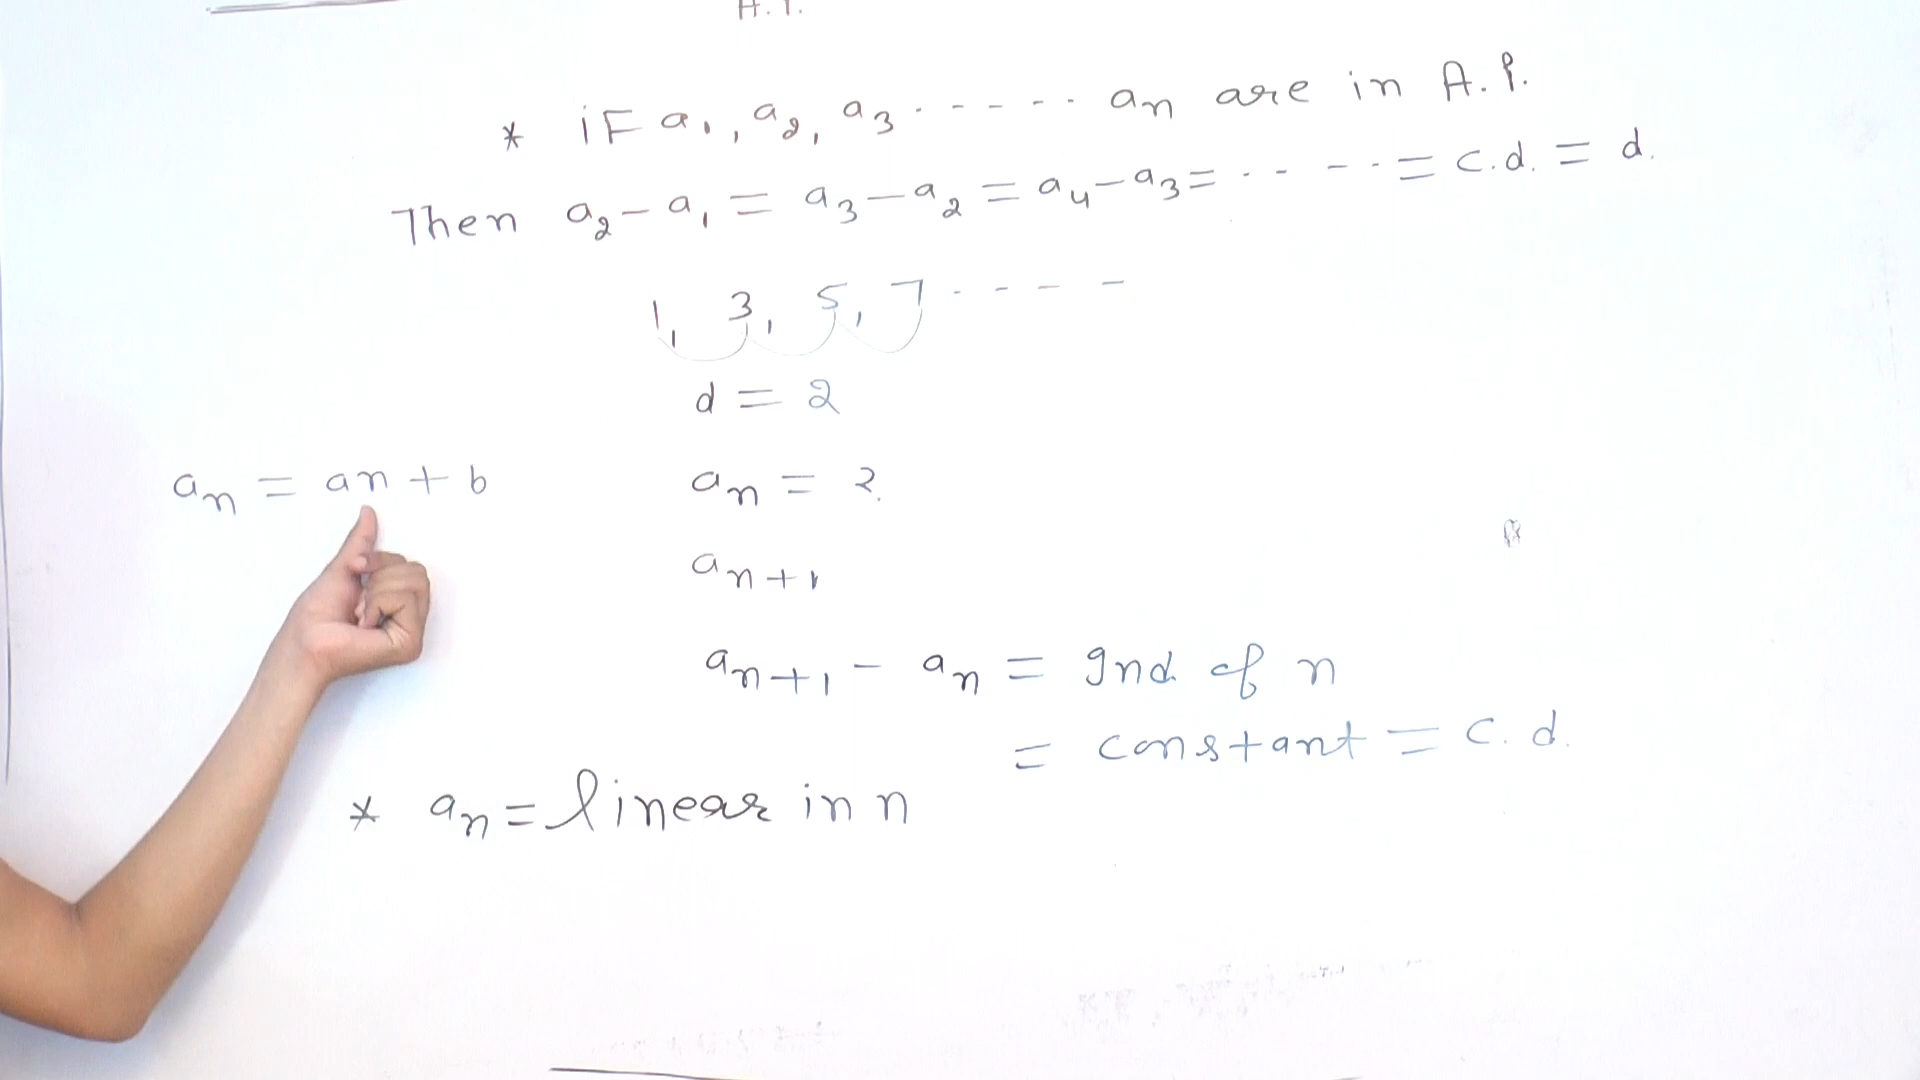 A.P.
* iF a₁, a₂, a₃ · - - - - · aₙ are in A.P.
Then a₂ - a₁ = a₃ - a₂ = a₄ - a₃ = · - - - · = c.d. = d.
1, 3, 5, 7 - - - -
d = 2
aₙ = an + b
aₙ = ?
aₙ₊₁
aₙ₊₁ - aₙ = Ind. of n
= constant = c.d.
* aₙ = linear in n